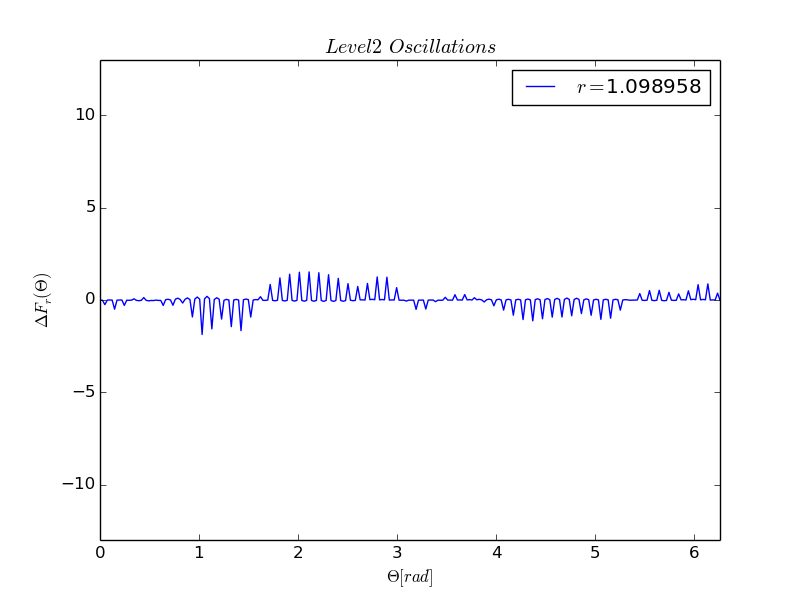 Level2 Oscillations
r=1.098958
10
5
0
−5
−10
ΔF_r(Θ)
0 1 2 3 4 5 6
Θ[rad]